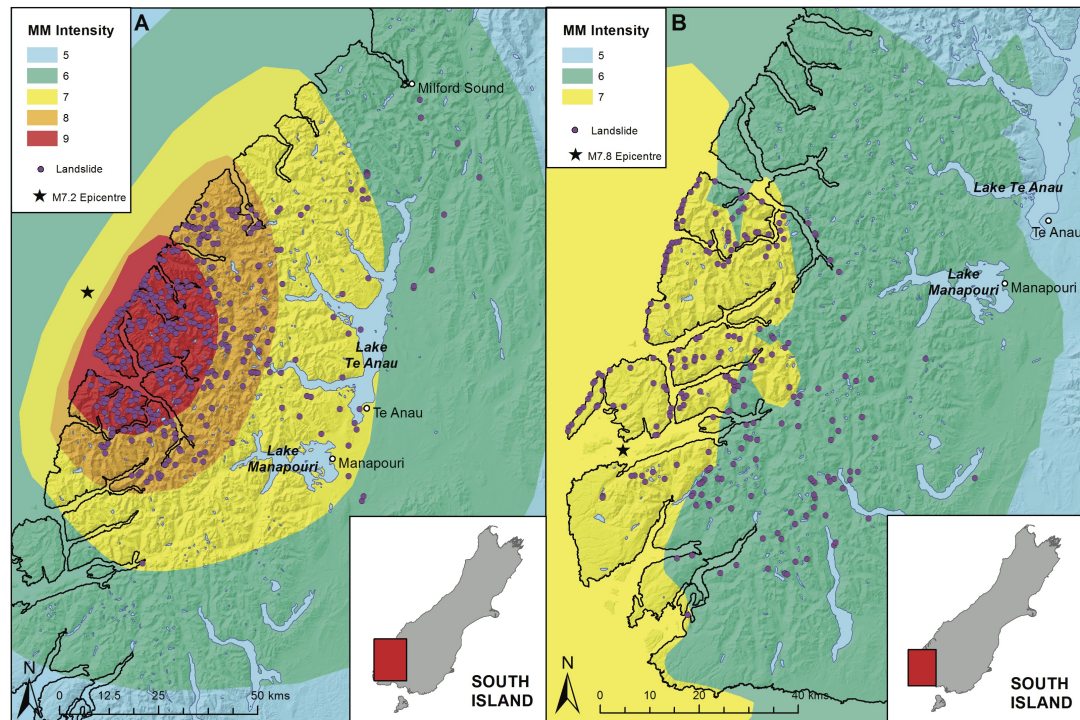 A
MM Intensity
5
6
7
8
9
Landslide
M7.2 Epicentre
Milford Sound
Lake
Te Anau
Te Anau
Lake
Manapouri
Manapouri
N
0 12.5 25 50 kms
SOUTH
ISLAND
B
MM Intensity
5
6
7
Landslide
M7.8 Epicentre
Lake Te Anau
Te Anau
Lake
Manapouri
Manapouri
N
0 10 20 40 kms
SOUTH
ISLAND